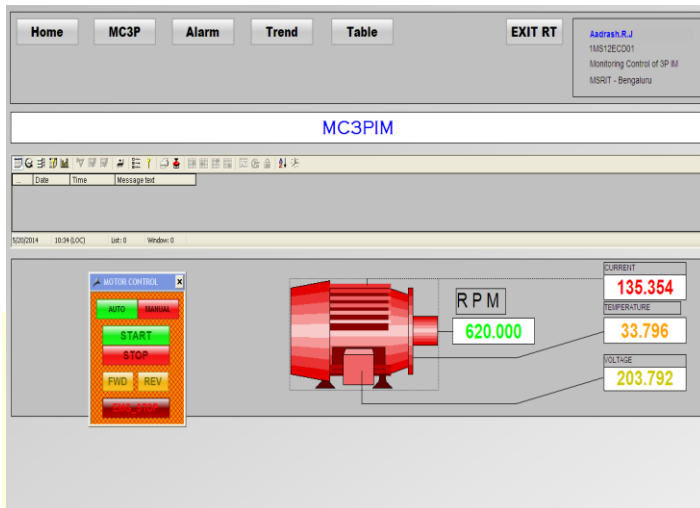 Home MC3P Alarm Trend Table EXIT RT
Aadrash.R.J
1MS12ECD01
Monitoring Control of 3P IM
MSRIT - Bengaluru
MC3PIM
... Date Time Message text
5/20/2014 10:34 (LOC) List: 0 Window: 0
MOTOR CONTROL X
AUTO MANUAL
START
STOP
FWD REV
EMG_STOP
RPM
620.000
CURRENT
135.354
TEMPERATURE
33.796
VOLTAGE
203.792